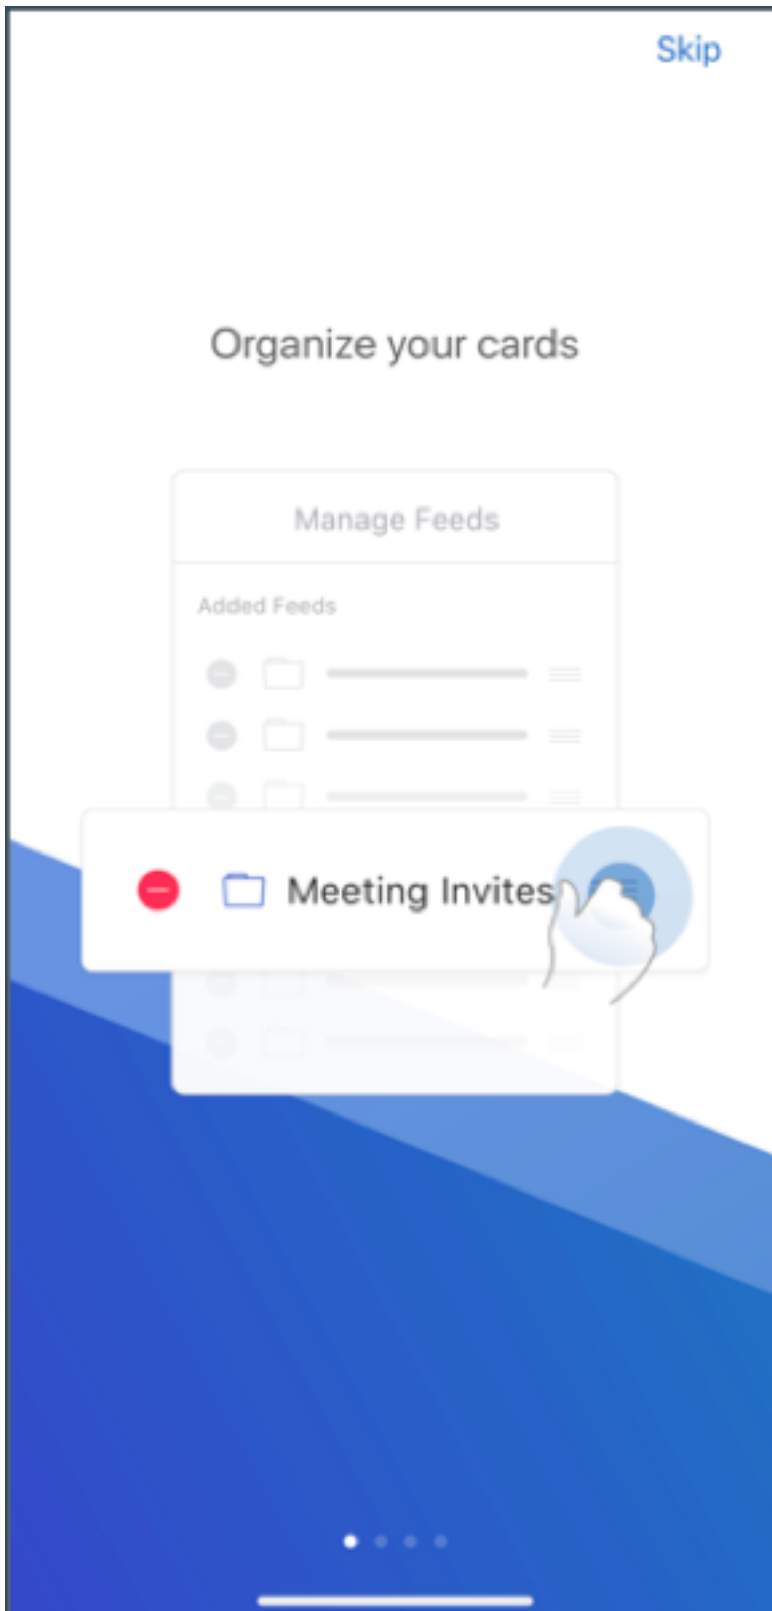 Skip
Organize your cards
Manage Feeds
Added Feeds
Meeting Invites